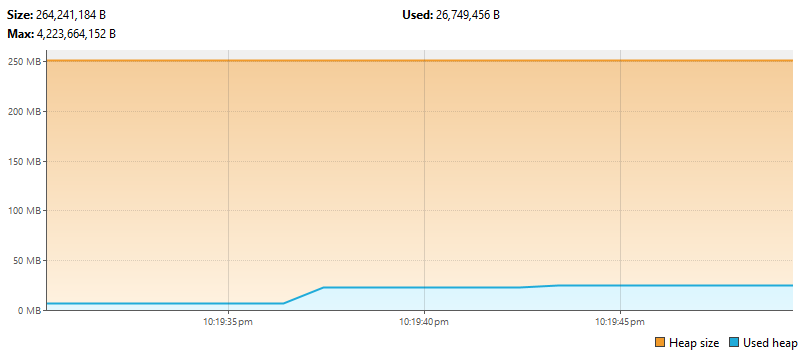 Size: 264,241,184 B
Used: 26,749,456 B
Max: 4,223,664,152 B
250 MB
200 MB
150 MB
100 MB
50 MB
0 MB
10:19:35 pm
10:19:40 pm
10:19:45 pm
Heap size
Used heap